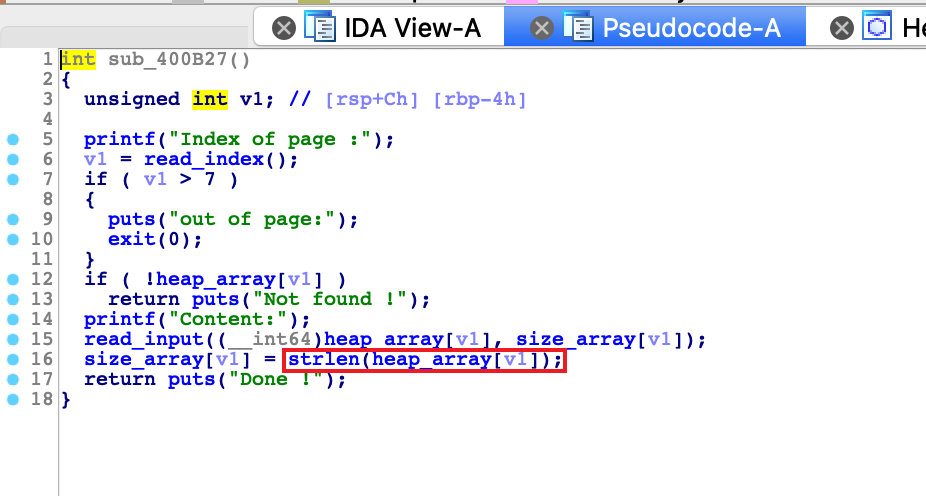 IDA View-A Pseudocode-A He
1 int sub_400B27()
2 {
3 unsigned int v1; // [rsp+Ch] [rbp-4h]
4
5 printf("Index of page :");
6 v1 = read_index();
7 if ( v1 > 7 )
8 {
9 puts("out of page:");
10 exit(0);
11 }
12 if ( !heap_array[v1] )
13 return puts("Not found !");
14 printf("Content:");
15 read_input((__int64)heap_array[v1], size_array[v1]);
16 size_array[v1] = strlen(heap_array[v1]);
17 return puts("Done !");
18 }